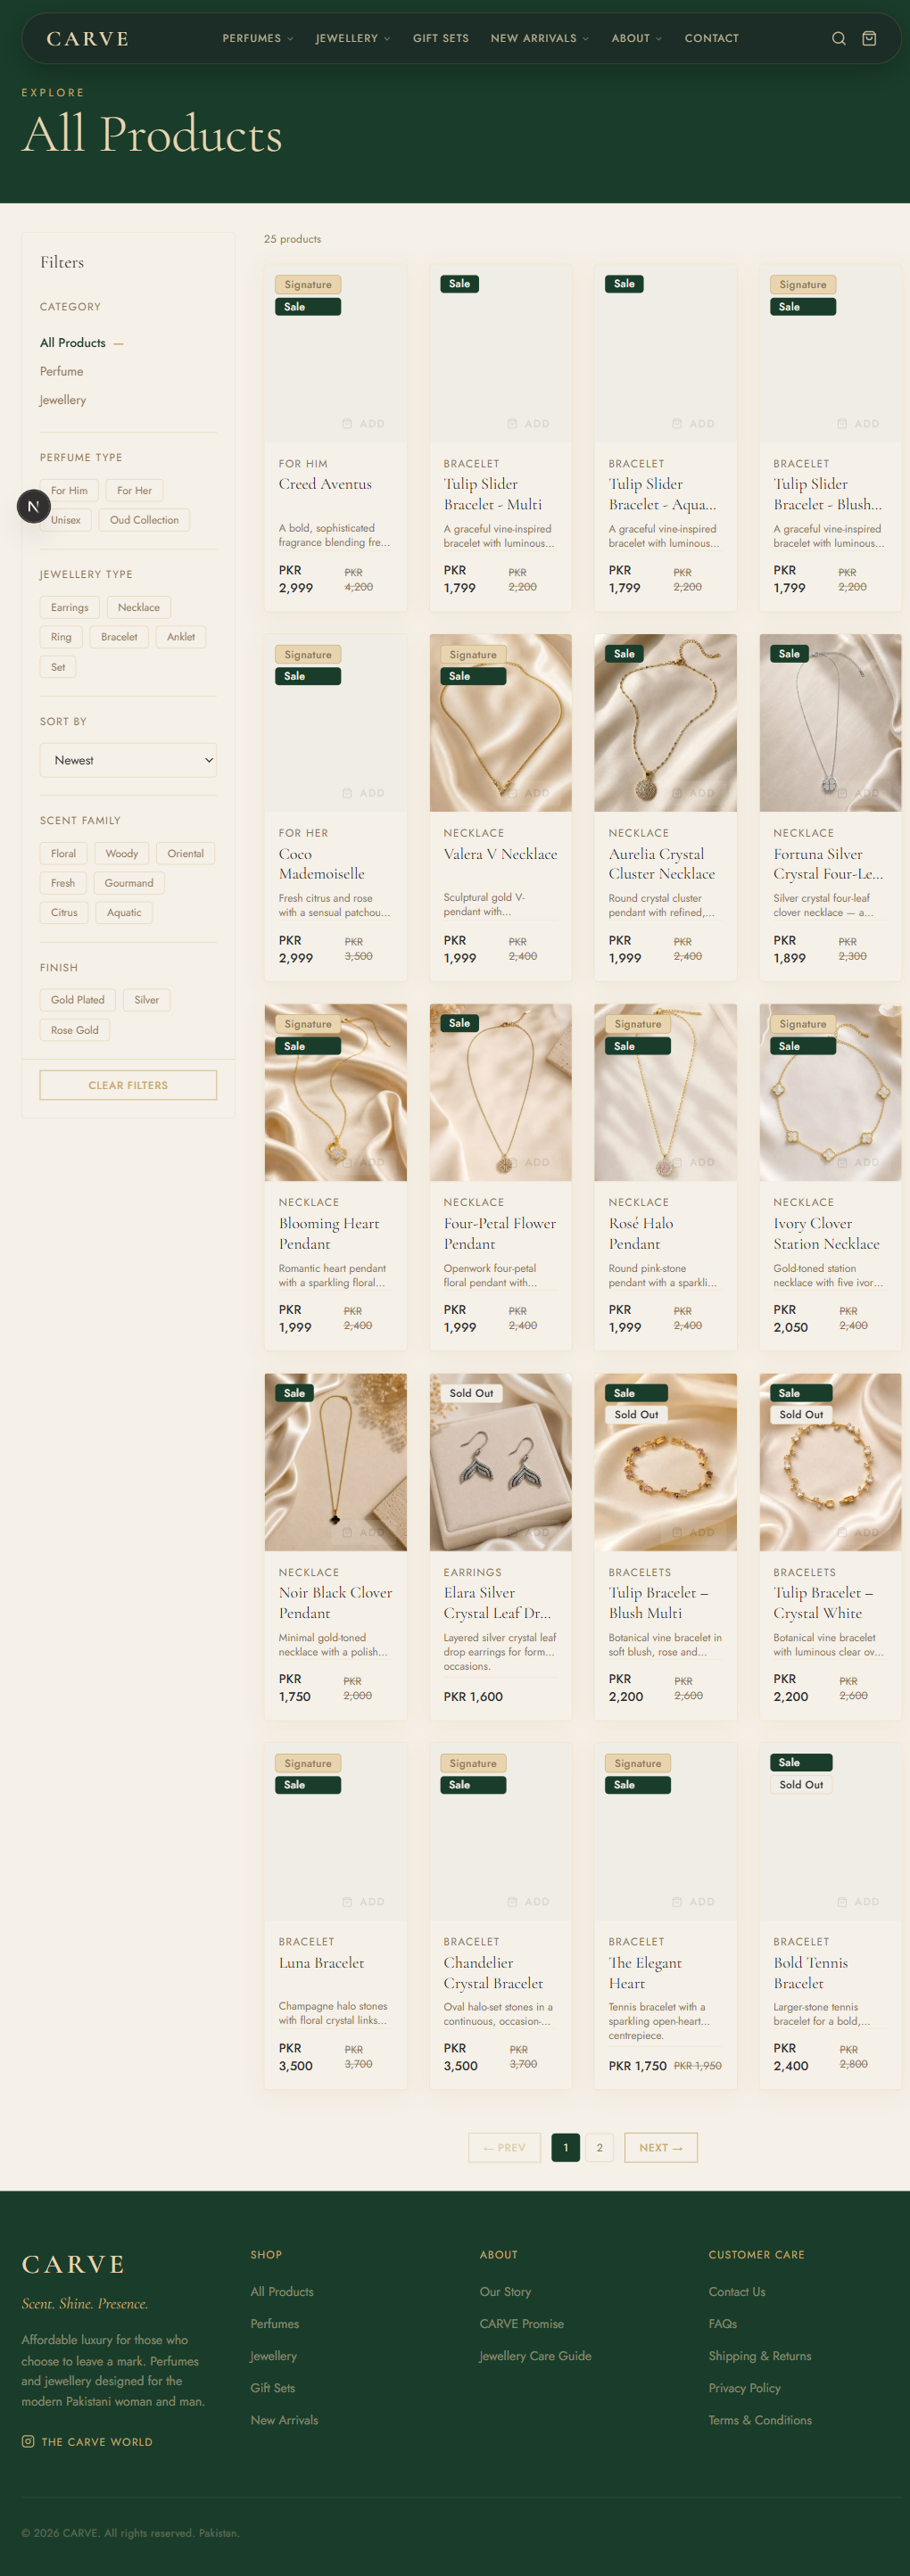 CARVE
PERFUMES
JEWELLERY
GIFT SETS
NEW ARRIVALS
ABOUT
CONTACT
EXPLORE
All Products
Filters
CATEGORY
All Products —
Perfume
Jewellery
PERFUME TYPE
For Him
For Her
N
Unisex
Oud Collection
JEWELLERY TYPE
Earrings
Necklace
Ring
Bracelet
Anklet
Set
SORT BY
Newest
SCENT FAMILY
Floral
Woody
Oriental
Fresh
Gourmand
Citrus
Aquatic
FINISH
Gold Plated
Silver
Rose Gold
CLEAR FILTERS
25 products
Signature
Sale
ADD
FOR HIM
Creed Aventus
A bold, sophisticated
fragrance blending fre...
PKR
2,999
PKR
4,200
Sale
ADD
BRACELET
Tulip Slider
Bracelet - Multi
A graceful vine-inspired
bracelet with luminous...
PKR
1,799
PKR
2,200
Sale
ADD
BRACELET
Tulip Slider
Bracelet - Aqua...
A graceful vine-inspired
bracelet with luminous...
PKR
1,799
PKR
2,200
Signature
Sale
ADD
BRACELET
Tulip Slider
Bracelet - Blush...
A graceful vine-inspired
bracelet with luminous...
PKR
1,799
PKR
2,200
Sale
Signature
ADD
FOR HER
Coco
Mademoiselle
Fresh citrus and rose
with a sensual patchou...
PKR
2,999
PKR
3,500
Signature
Sale
ADD
NECKLACE
Valera V Necklace
Sculptural gold V-
pendant with...
PKR
1,999
PKR
2,400
Sale
ADD
NECKLACE
Aurelia Crystal
Cluster Necklace
Round crystal cluster
pendant with refined,...
PKR
1,999
PKR
2,400
Sale
ADD
NECKLACE
Fortuna Silver
Crystal Four-Le...
Silver crystal four-leaf
clover necklace — a...
PKR
1,899
PKR
2,300
Signature
Sale
ADD
NECKLACE
Blooming Heart
Pendant
Romantic heart pendant
with a sparkling floral...
PKR
1,999
PKR
2,400
Sale
ADD
NECKLACE
Four-Petal Flower
Pendant
Openwork four-petal
floral pendant with...
PKR
1,999
PKR
2,400
Signature
Sale
ADD
NECKLACE
Rosé Halo
Pendant
Round pink-stone
pendant with a sparkli...
PKR
1,999
PKR
2,400
Signature
Sale
ADD
NECKLACE
Ivory Clover
Station Necklace
Gold-toned station
necklace with five ivor...
PKR
2,050
PKR
2,400
Sale
ADD
NECKLACE
Noir Black Clover
Pendant
Minimal gold-toned
necklace with a polish...
PKR
1,750
PKR
2,000
Sold Out
ADD
EARRINGS
Elara Silver
Crystal Leaf Dr...
Layered silver crystal leaf
drop earrings for form...
occasions.
PKR 1,600
Sale
Sold Out
ADD
BRACELETS
Tulip Bracelet –
Blush Multi
Botanical vine bracelet in
soft blush, rose and...
PKR
2,200
PKR
2,600
Sale
Sold Out
ADD
BRACELETS
Tulip Bracelet –
Crystal White
Botanical vine bracelet
with luminous clear ov...
PKR
2,200
PKR
2,600
Signature
Sale
ADD
BRACELET
Luna Bracelet
Champagne halo stones
with floral crystal links...
PKR
3,500
PKR
3,700
Signature
Sale
ADD
BRACELET
Chandelier
Crystal Bracelet
Oval halo-set stones in a
continuous, occasion-...
PKR
3,500
PKR
3,700
Signature
Sale
ADD
BRACELET
The Elegant
Heart
Tennis bracelet with a
sparkling open-heart...
centrepiece.
PKR 1,750 PKR 1,950
Sale
Sold Out
ADD
BRACELET
Bold Tennis
Bracelet
Larger-stone tennis
bracelet for a bold,...
PKR
2,400
PKR
2,800
← PREV
1
2
NEXT →
CARVE
Scent. Shine. Presence.
Affordable luxury for those who
choose to leave a mark. Perfumes
and jewellery designed for the
modern Pakistani woman and man.
THE CARVE WORLD
SHOP
All Products
Perfumes
Jewellery
Gift Sets
New Arrivals
ABOUT
Our Story
CARVE Promise
Jewellery Care Guide
CUSTOMER CARE
Contact Us
FAQs
Shipping & Returns
Privacy Policy
Terms & Conditions
© 2026 CARVE. All rights reserved. Pakistan.